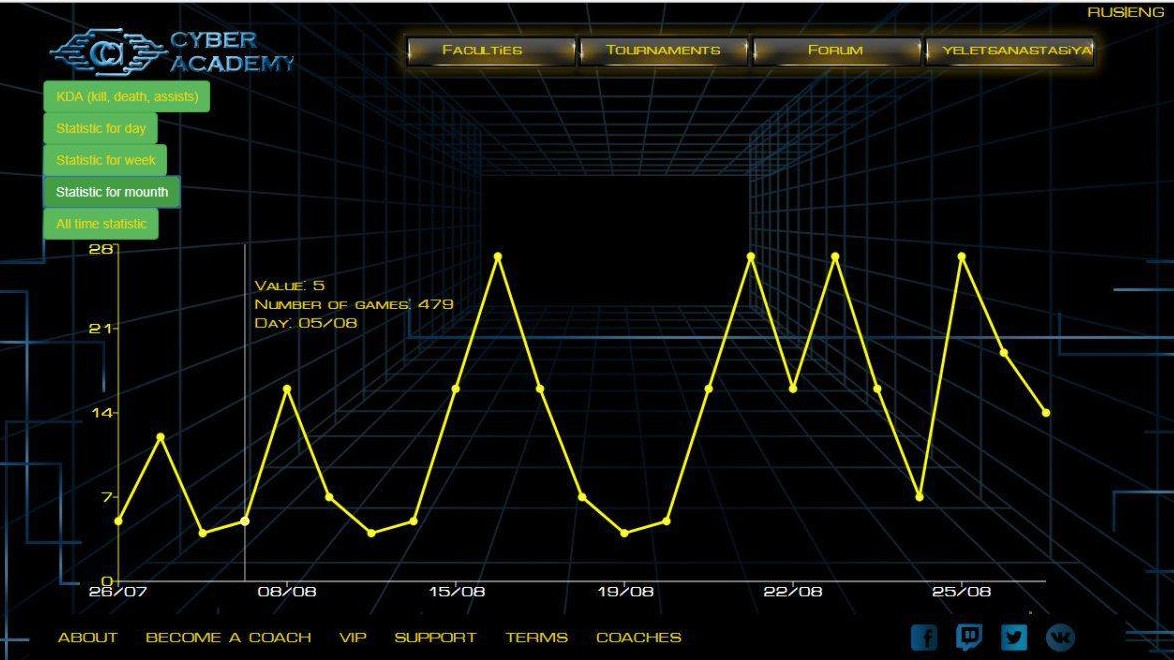 RUS|ENG
CYBER
ACADEMY
Faculties
Tournaments
Forum
YELETSANASTASIYA
KDA (kill, death, assists)
Statistic for day
Statistic for week
Statistic for mounth
All time statistic
28
Value: 5
Number of games: 479
Day: 05/08
21
14
7
0
26/07
08/08
15/08
19/08
22/08
25/08
ABOUT
BECOME A COACH
VIP
SUPPORT
TERMS
COACHES